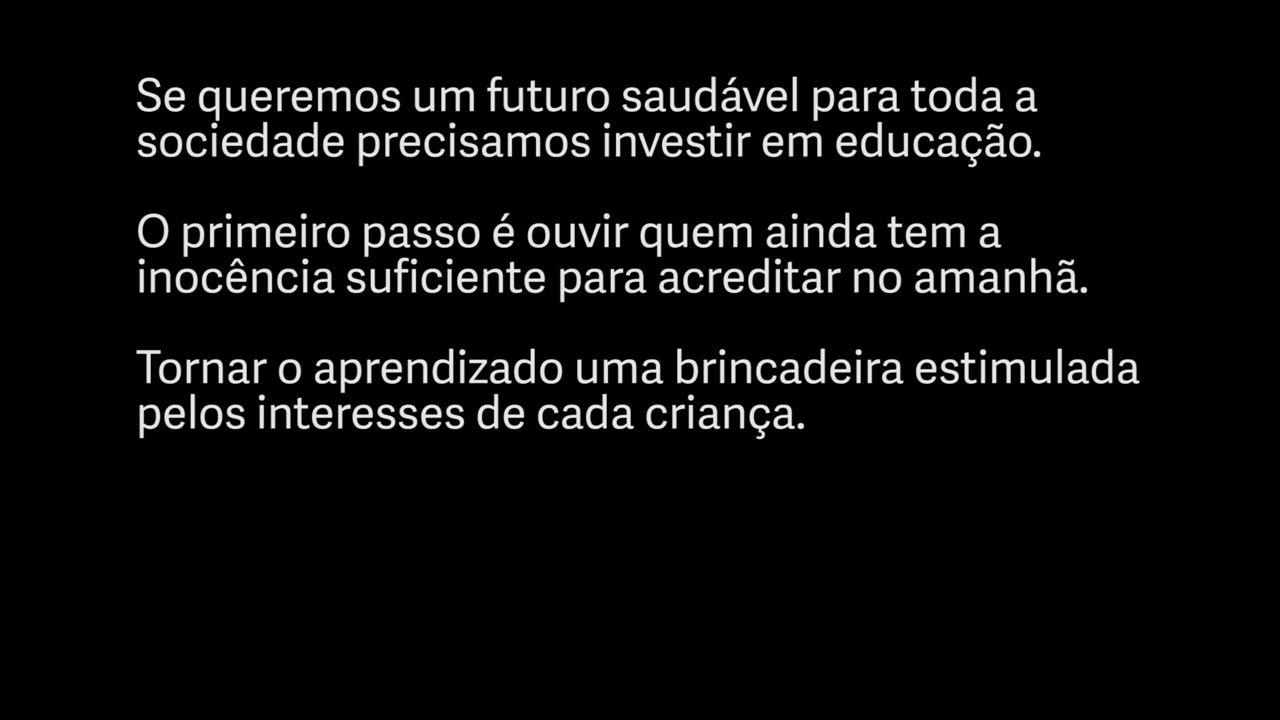 Se queremos um futuro saudável para toda a
sociedade precisamos investir em educação.
O primeiro passo é ouvir quem ainda tem a
inocência suficiente para acreditar no amanhã.
Tornar o aprendizado uma brincadeira estimulada
pelos interesses de cada criança.